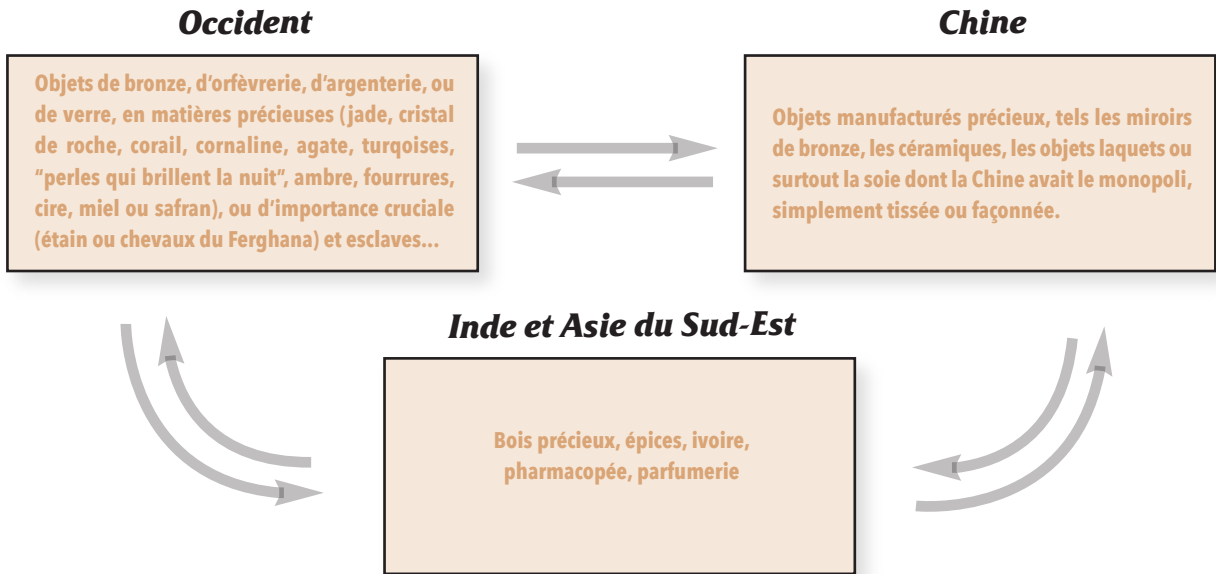 Occident
Objets de bronze, d'orfèvrerie, d'argenterie, ou
de verre, en matières précieuses (jade, cristal
de roche, corail, cornaline, agate, turqoises,
"perles qui brillent la nuit", ambre, fourrures,
cire, miel ou safran), ou d'importance cruciale
(étain ou chevaux du Ferghana) et esclaves...
Chine
Objets manufacturés précieux, tels les miroirs
de bronze, les céramiques, les objets laquets ou
surtout la soie dont la Chine avait le monopoli,
simplement tissée ou façonnée.
Inde et Asie du Sud-Est
Bois précieux, épices, ivoire,
pharmacopée, parfumerie